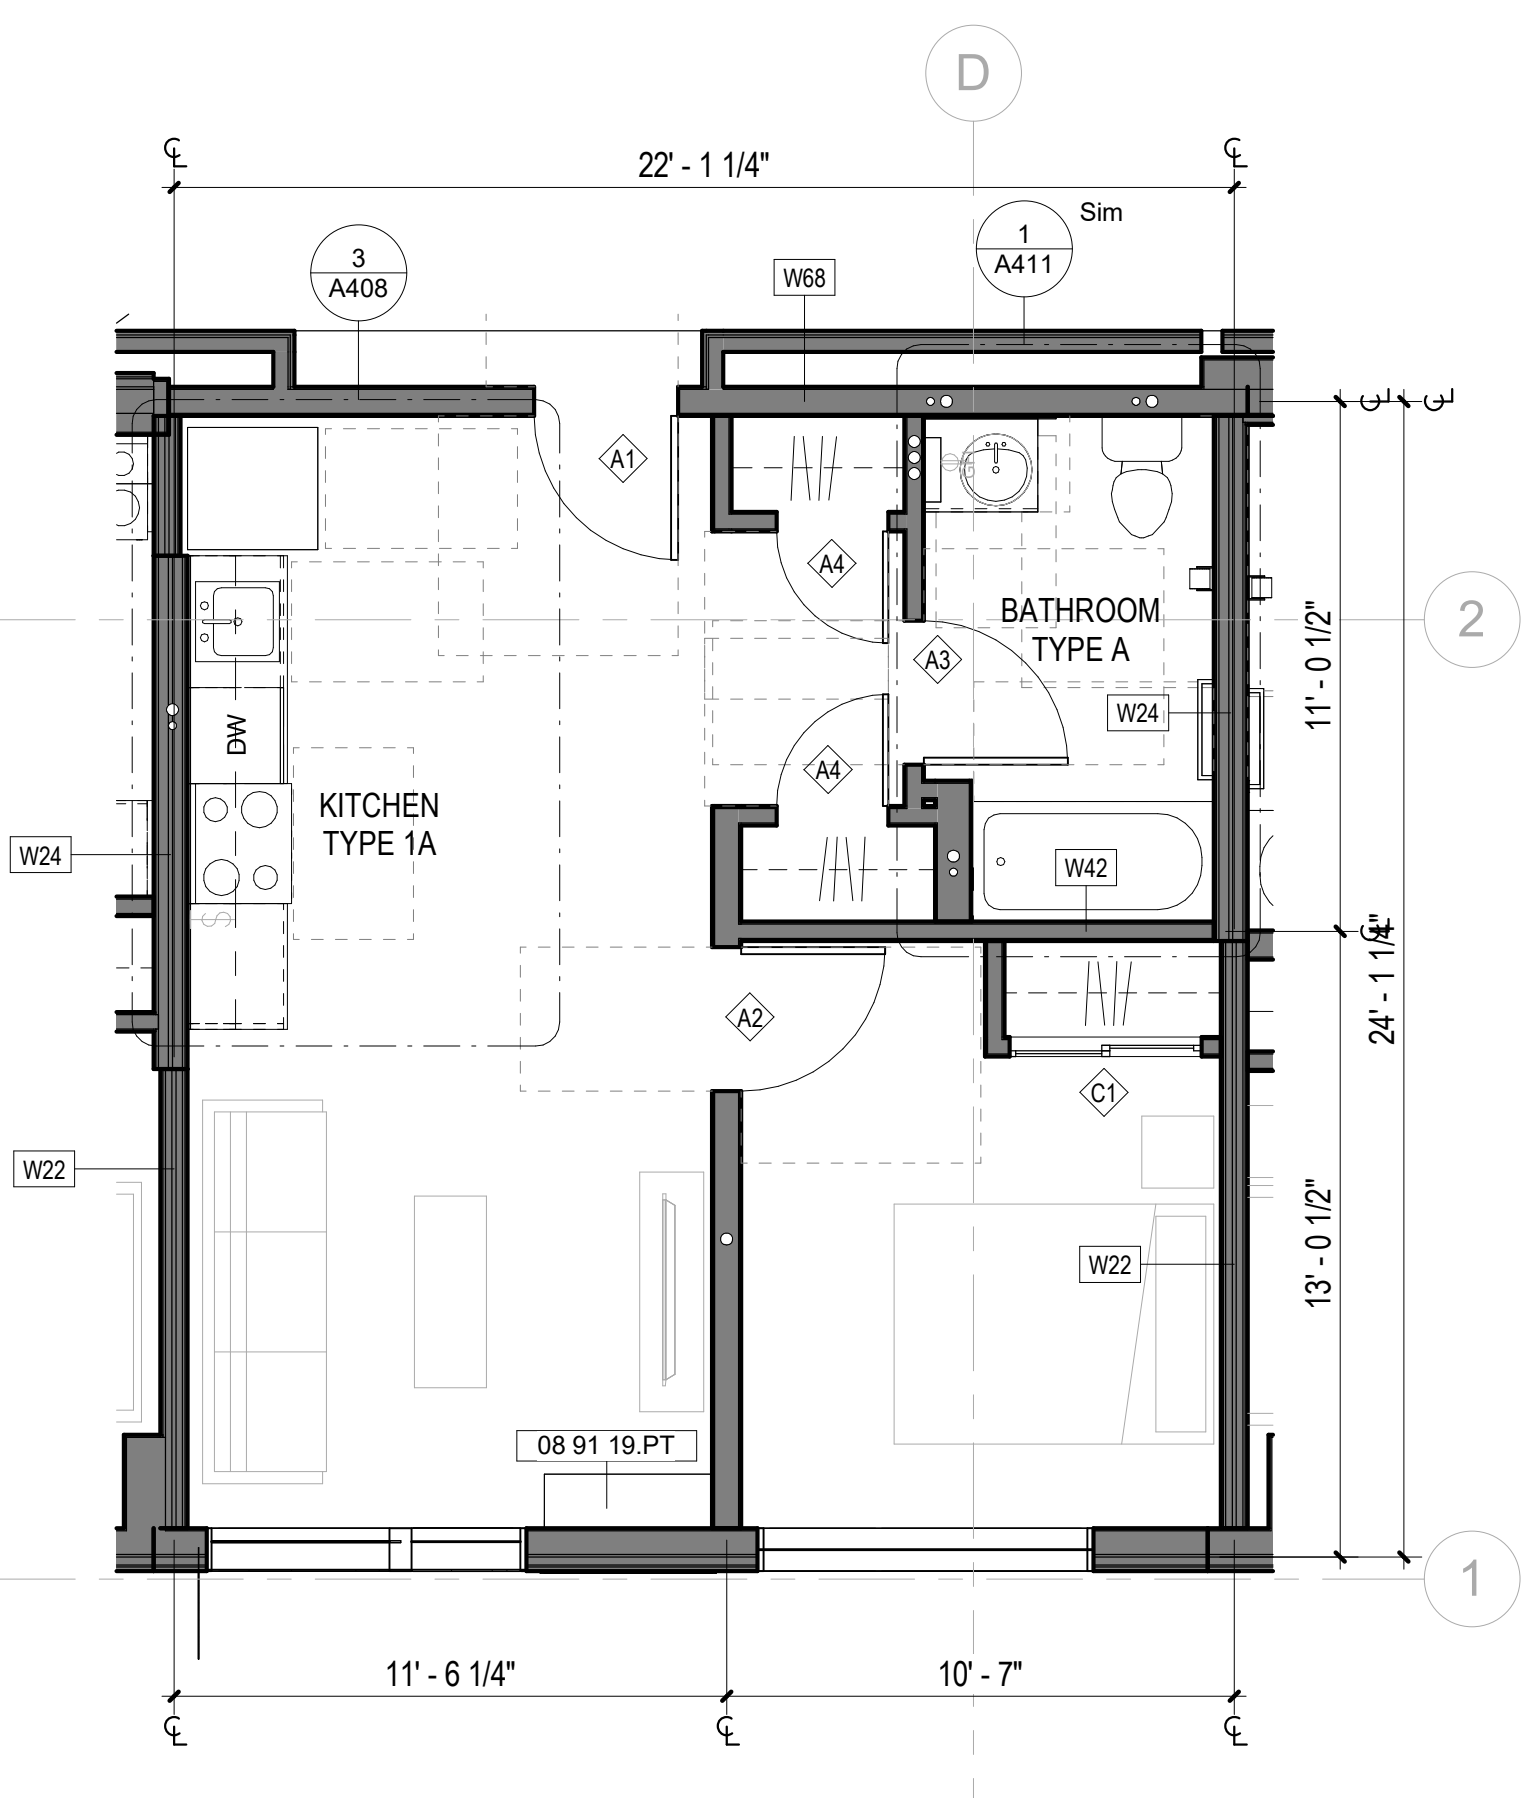 D
℄
℄
22' - 1 1/4"
Sim
1
A411
3
A408
W68
℄
℄
A1
A4
BATHROOM
TYPE A
2
11' - 0 1/2"
A3
W24
DW
A4
KITCHEN
TYPE 1A
W24
W42
S
℄
24' - 1 1/4"
A2
C1
W22
13' - 0 1/2"
W22
08 91 19.PT
1
11' - 6 1/4"
10' - 7"
℄
℄
℄